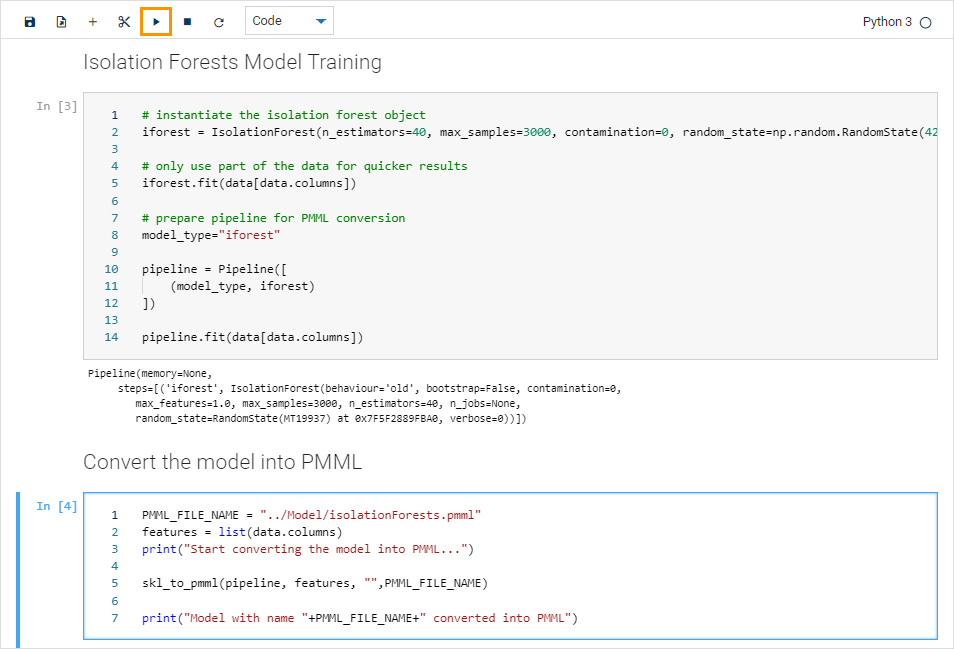 Code
Python 3
Isolation Forests Model Training
In [3]
1 # instantiate the isolation forest object
2 iforest = IsolationForest(n_estimators=40, max_samples=3000, contamination=0, random_state=np.random.RandomState(42
3
4 # only use part of the data for quicker results
5 iforest.fit(data[data.columns])
6
7 # prepare pipeline for PMML conversion
8 model_type="iforest"
9
10 pipeline = Pipeline([
11     (model_type, iforest)
12 ])
13
14 pipeline.fit(data[data.columns])
Pipeline(memory=None,
     steps=[('iforest', IsolationForest(behaviour='old', bootstrap=False, contamination=0,
        max_features=1.0, max_samples=3000, n_estimators=40, n_jobs=None,
        random_state=RandomState(MT19937) at 0x7F5F2889FBA0, verbose=0))])
Convert the model into PMML
In [4]
1 PMML_FILE_NAME = "../Model/isolationForests.pmml"
2 features = list(data.columns)
3 print("Start converting the model into PMML...")
4
5 skl_to_pmml(pipeline, features, "",PMML_FILE_NAME)
6
7 print("Model with name "+PMML_FILE_NAME+" converted into PMML")